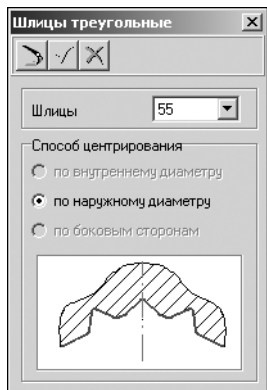 Шлицы треугольные
Шлицы 55
Способ центрирования
по внутреннему диаметру
по наружному диаметру
по боковым сторонам